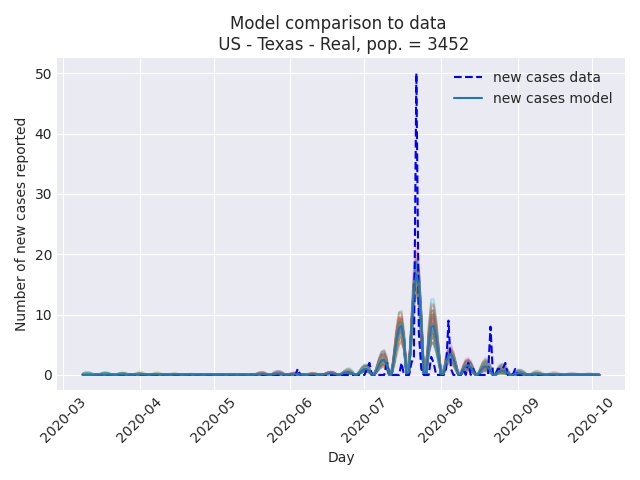 Model comparison to data
US - Texas - Real, pop. = 3452
new cases data
new cases model
Number of new cases reported
50
40
30
20
10
0
2020-03
2020-04
2020-05
2020-06
2020-07
2020-08
2020-09
2020-10
Day